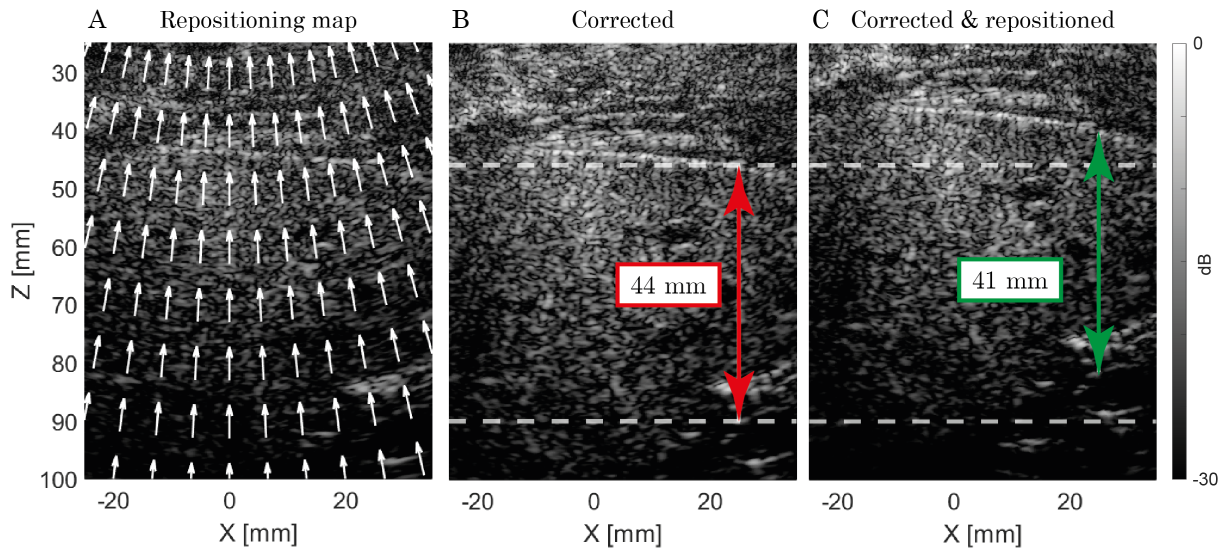 A Repositioning map
B Corrected
C Corrected & repositioned
Z [mm]
30
40
50
60
70
80
90
100
-20 0 20
X [mm]
44 mm
-20 0 20
X [mm]
41 mm
-20 0 20
X [mm]
0
dB
-30